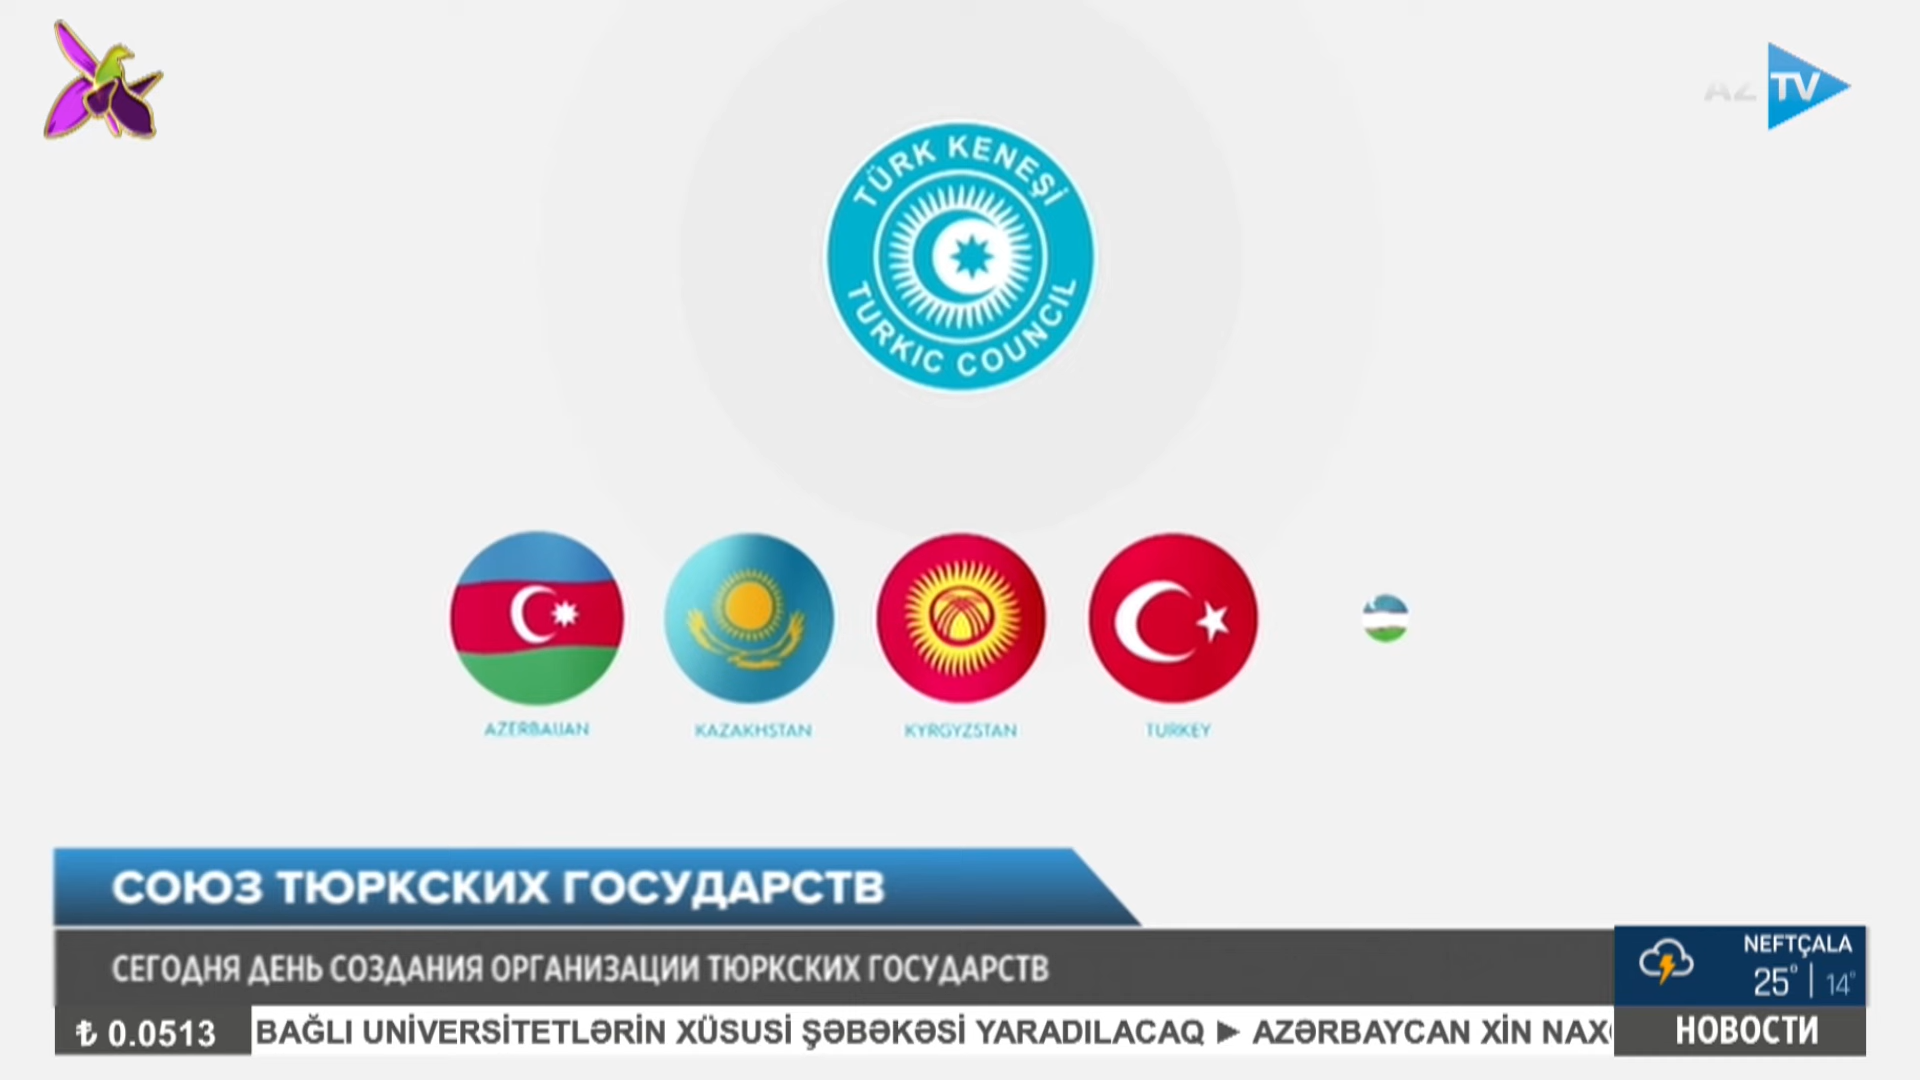 AZ TV
TÜRK KENEŞİ
TURKIC COUNCIL
AZERBAIJAN
KAZAKHSTAN
KYRGYZSTAN
TURKEY
СОЮЗ ТЮРКСКИХ ГОСУДАРСТВ
СЕГОДНЯ ДЕНЬ СОЗДАНИЯ ОРГАНИЗАЦИИ ТЮРКСКИХ ГОСУДАРСТВ
NEFTÇALA
25° | 14°
₺ 0.0513
BAĞLI UNİVERSİTETLƏRİN XÜSUSİ ŞƏBƏKƏSİ YARADILACAQ ► AZƏRBAYCAN XİN NAX
НОВОСТИ